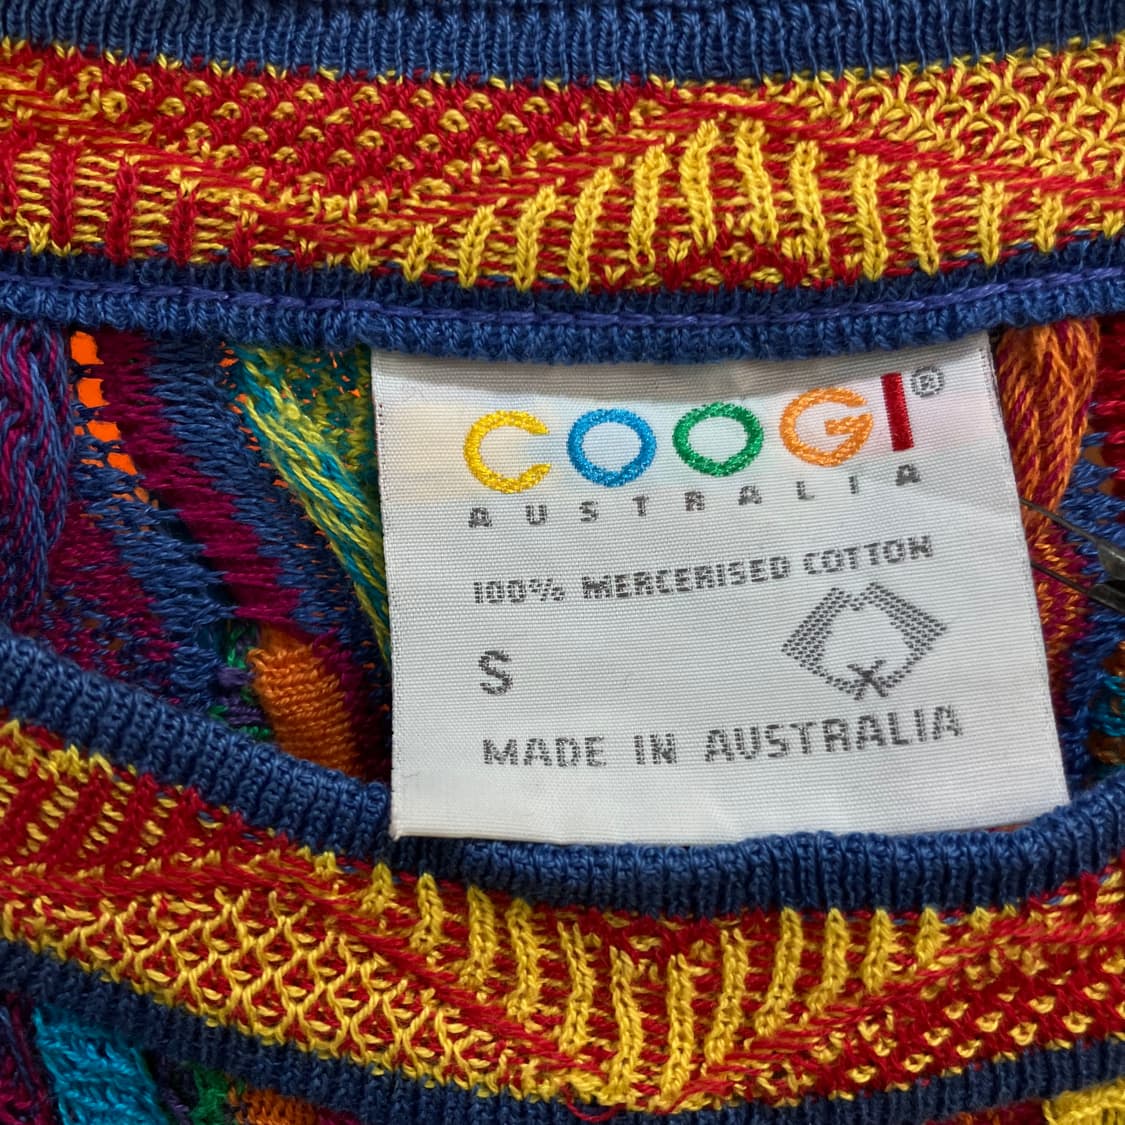 COOGI®
AUSTRALIA
100% MERCERISED COTTON
S
MADE IN AUSTRALIA